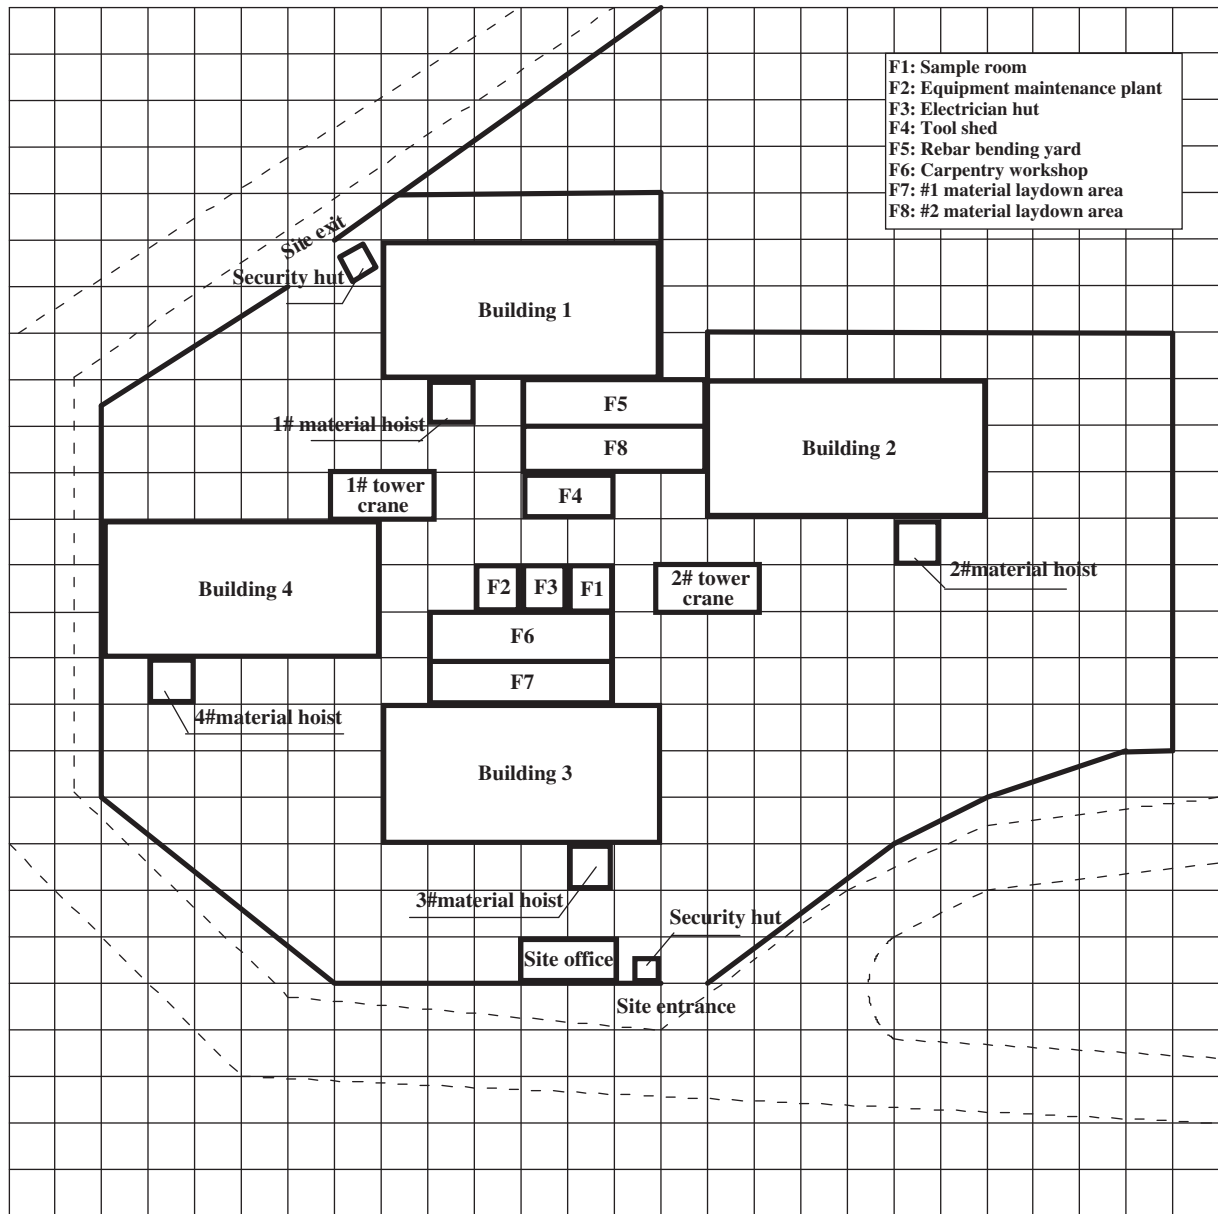 F1: Sample room
F2: Equipment maintenance plant
F3: Electrician hut
F4: Tool shed
F5: Rebar bending yard
F6: Carpentry workshop
F7: #1 material laydown area
F8: #2 material laydown area
Site exit
Security hut
Building 1
F5
1# material hoist
F8
Building 2
1# tower
crane
F4
Building 4
F2
F3
F1
2# tower
crane
2#material hoist
F6
F7
4#material hoist
Building 3
3#material hoist
Security hut
Site office
Site entrance